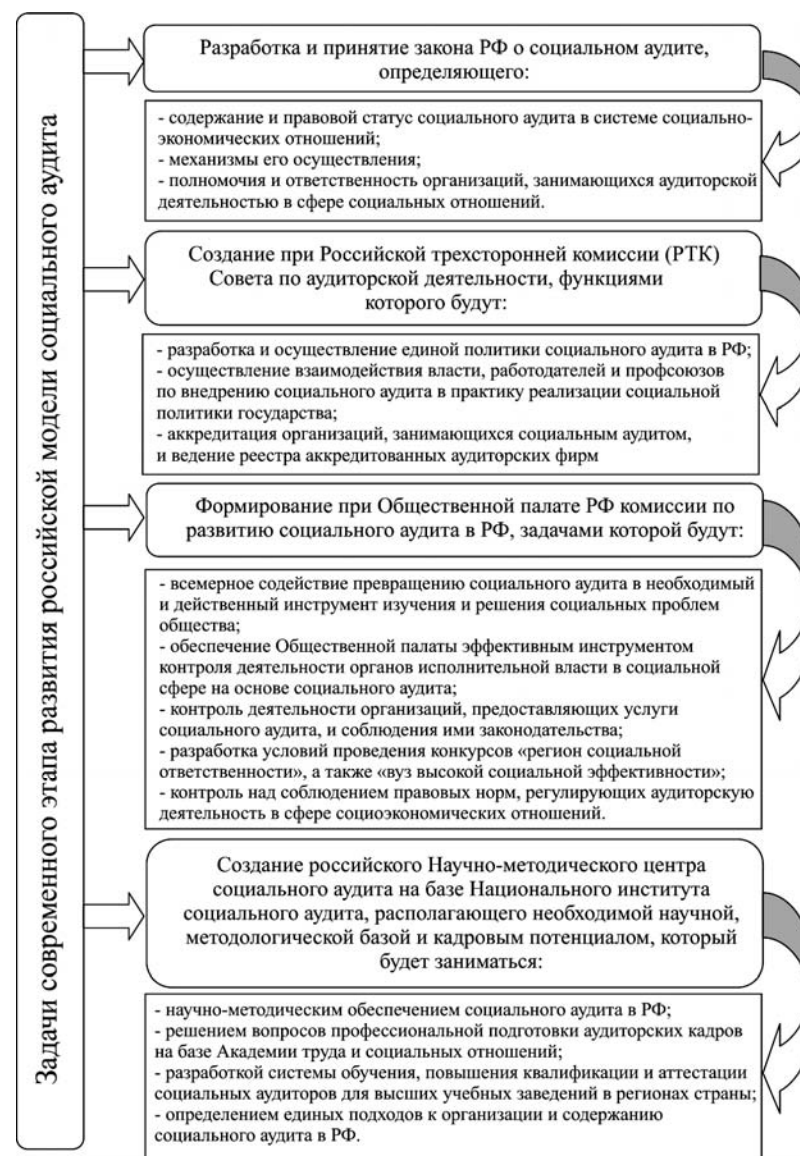 Задачи современного этапа развития российской модели социального аудита
Разработка и принятие закона РФ о социальном аудите,
определяющего:
- содержание и правовой статус социального аудита в системе социально-
экономических отношений;
- механизмы его осуществления;
- полномочия и ответственность организаций, занимающихся аудиторской
деятельностью в сфере социальных отношений.
Создание при Российской трехсторонней комиссии (РТК)
Совета по аудиторской деятельности, функциями
которого будут:
- разработка и осуществление единой политики социального аудита в РФ;
- осуществление взаимодействия власти, работодателей и профсоюзов
по внедрению социального аудита в практику реализации социальной
политики государства;
- аккредитация организаций, занимающихся социальным аудитом,
и ведение реестра аккредитованных аудиторских фирм
Формирование при Общественной палате РФ комиссии по
развитию социального аудита в РФ, задачами которой будут:
- всемерное содействие превращению социального аудита в необходимый
и действенный инструмент изучения и решения социальных проблем
общества;
- обеспечение Общественной палаты эффективным инструментом
контроля деятельности органов исполнительной власти в социальной
сфере на основе социального аудита;
- контроль деятельности организаций, предоставляющих услуги
социального аудита, и соблюдения ими законодательства;
- разработка условий проведения конкурсов «регион социальной
ответственности», а также «вуз высокой социальной эффективности»;
- контроль над соблюдением правовых норм, регулирующих аудиторскую
деятельность в сфере социоэкономических отношений.
Создание российского Научно-методического центра
социального аудита на базе Национального института
социального аудита, располагающего необходимой научной,
методологической базой и кадровым потенциалом, который
будет заниматься:
- научно-методическим обеспечением социального аудита в РФ;
- решением вопросов профессиональной подготовки аудиторских кадров
на базе Академии труда и социальных отношений;
- разработкой системы обучения, повышения квалификации и аттестации
социальных аудиторов для высших учебных заведений в регионах страны;
- определением единых подходов к организации и содержанию
социального аудита в РФ.